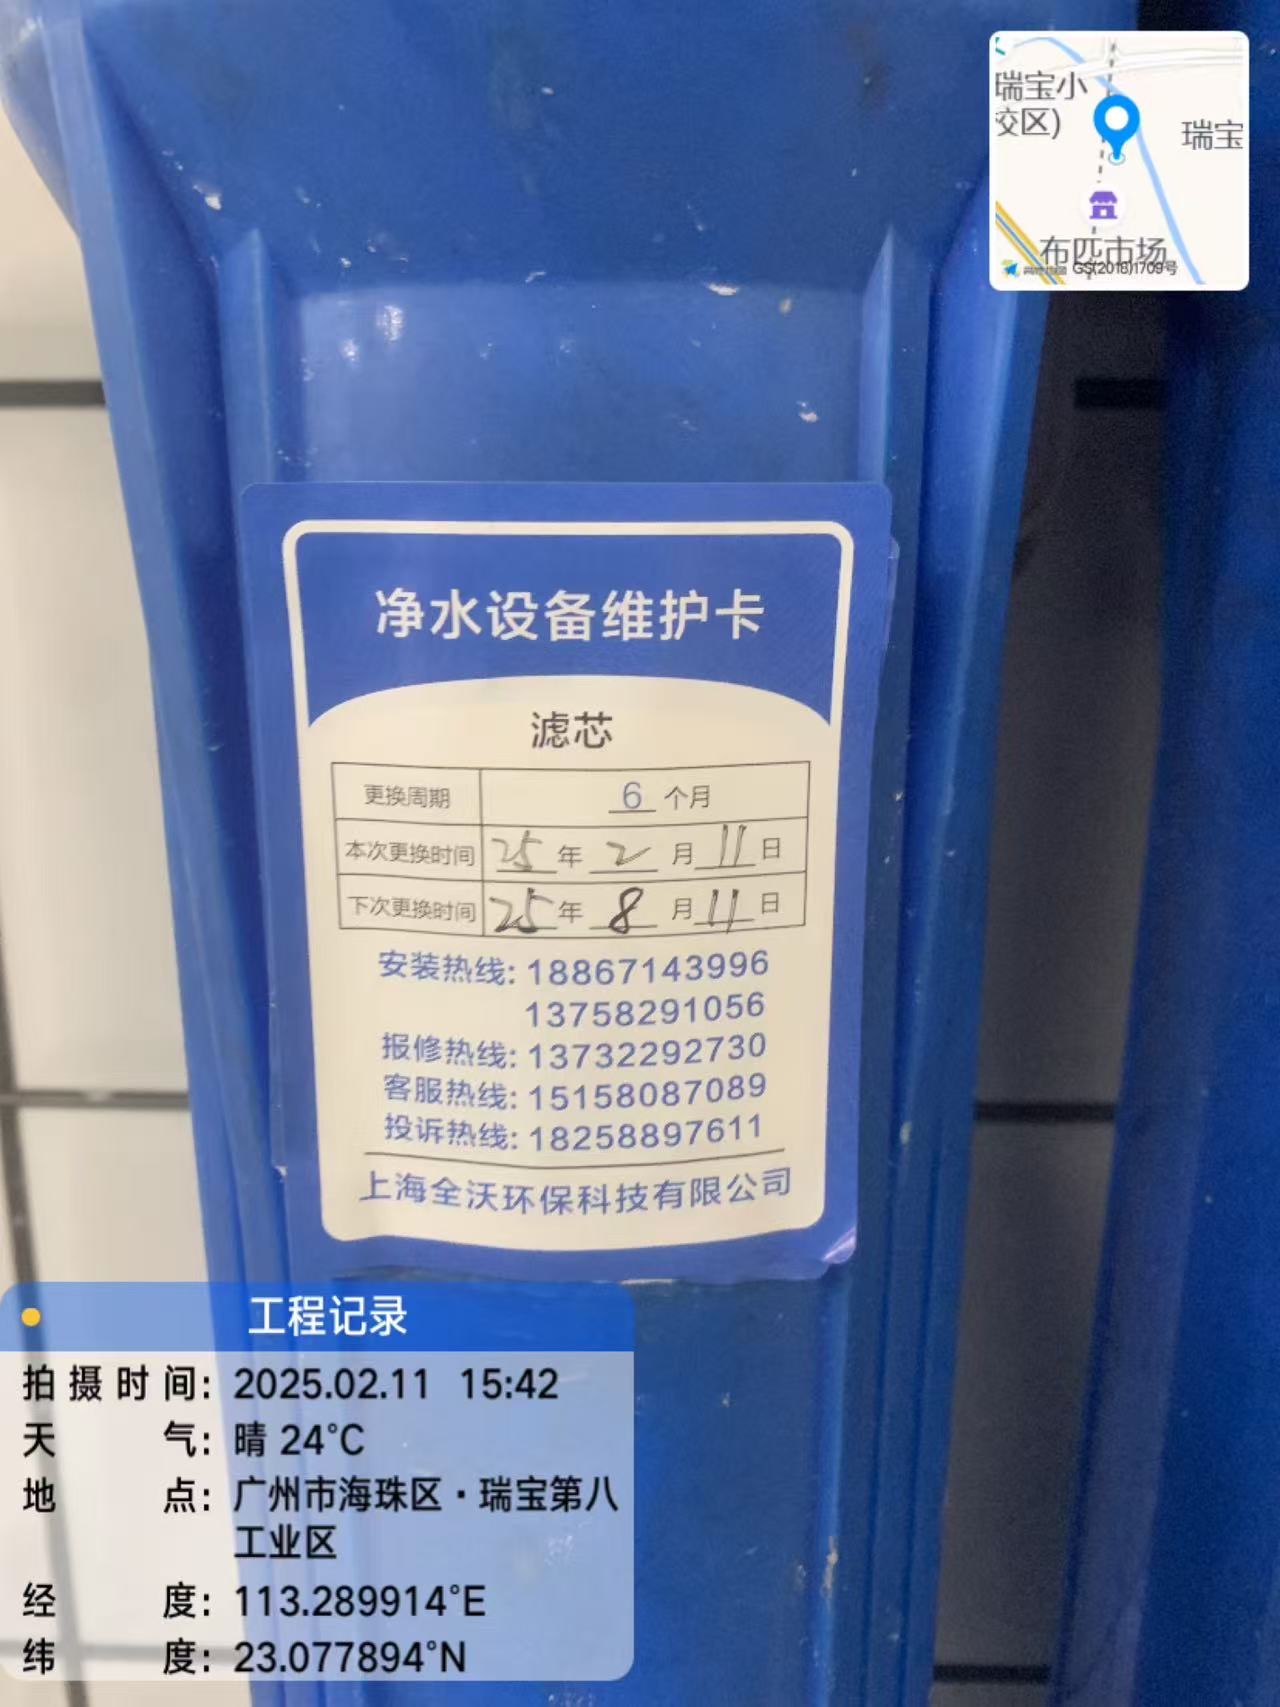 瑞宝小
校区)
瑞宝
布匹市场
GS(2018)1709号
净水设备维护卡
滤芯
更换周期 6 个月
本次更换时间 25 年 2 月 11 日
下次更换时间 25 年 8 月 11 日
安装热线: 18867143996
13758291056
报修热线: 13732292730
客服热线: 15158087089
投诉热线: 18258897611
上海全沃环保科技有限公司
工程记录
拍摄时间: 2025.02.11 15:42
天气: 晴 24°C
地点: 广州市海珠区·瑞宝第八
工业区
经度: 113.289914°E
纬度: 23.077894°N